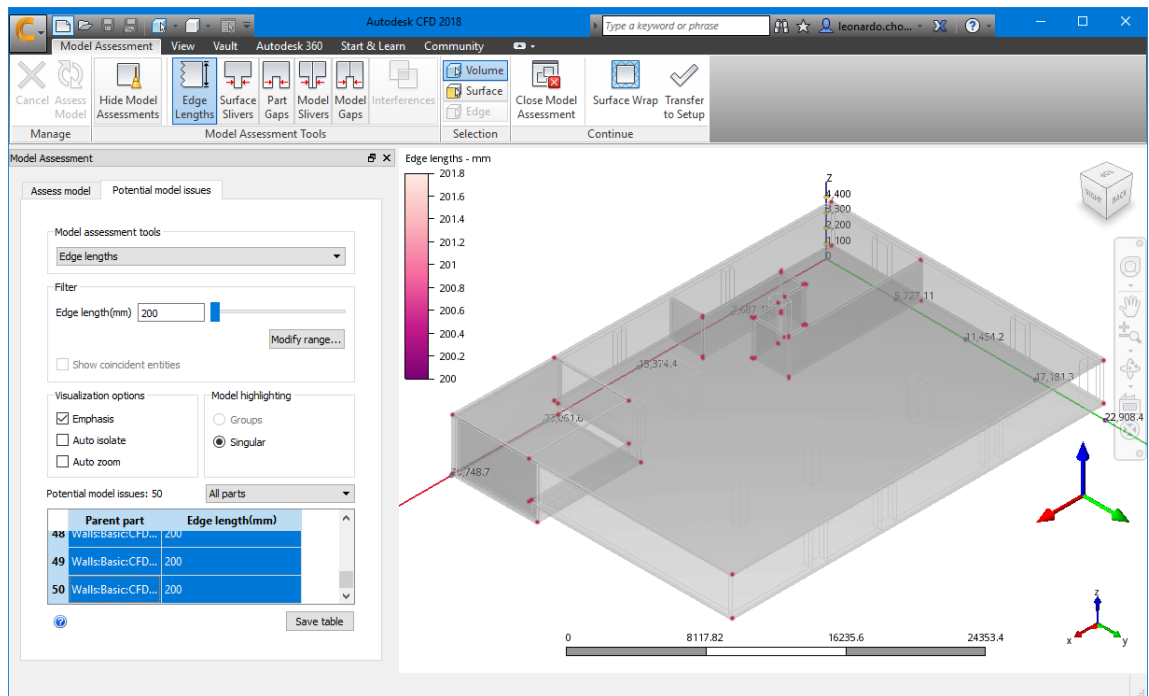 Autodesk CFD 2018
Type a keyword or phrase
leonardo.cho...
Model Assessment View Vault Autodesk 360 Start & Learn Community
Cancel
Assess Model
Hide Model Assessments
Edge Lengths
Surface Slivers
Part Gaps
Model Slivers
Model Gaps
Interferences
Volume
Surface
Edge
Close Model Assessment
Surface Wrap
Transfer to Setup
Manage
Model Assessment Tools
Selection
Continue
Model Assessment
Assess model
Potential model issues
Model assessment tools
Edge lengths
Filter
Edge length(mm) 200
Modify range...
Show coincident entities
Visualization options
Emphasis
Auto isolate
Auto zoom
Model highlighting
Groups
Singular
Potential model issues: 50
All parts
Parent part Edge length(mm)
48 Walls:Basic:CFD... 200
49 Walls:Basic:CFD... 200
50 Walls:Basic:CFD... 200
Save table
Edge lengths - mm
201.8
201.6
201.4
201.2
201
200.8
200.6
200.4
200.2
200
Z
4,400
3,300
2,200
1,100
0
5,727.11
11,454.2
17,181.3
22,908.4
15,374.4
23,061.6
TOP
RIGHT
BACK
0 8117.82 16235.6 24353.4
z
x
y